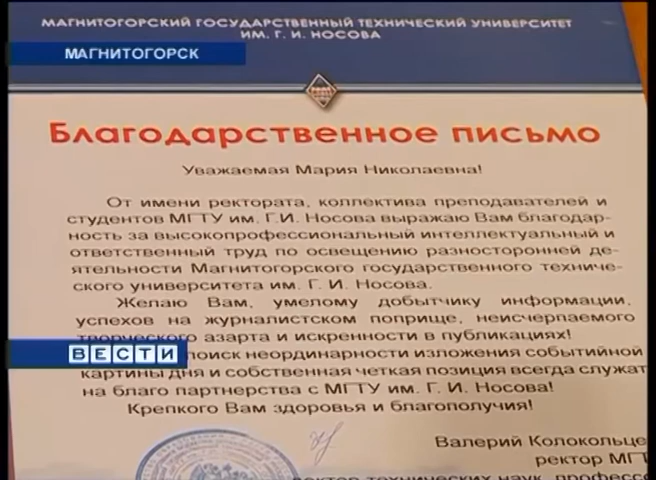 МАГНИТОГОРСКИЙ ГОСУДАРСТВЕННЫЙ ТЕХНИЧЕСКИЙ УНИВЕРСИТЕТ
ИМ. Г. И. НОСОВА
МАГНИТОГОРСК
Благодарственное письмо
Уважаемая Мария Николаевна!
От имени ректората, коллектива преподавателей и
студентов МГТУ им. Г.И. Носова выражаю Вам благодар-
ность за высокопрофессиональный интеллектуальный и
ответственный труд по освещению разносторонней де-
ятельности Магнитогорского государственного техниче-
ского университета им. Г. И. Носова.
Желаю Вам, умелому добытчику информации,
успехов на журналистском поприще, неисчерпаемого
творческого азарта и искренности в публикациях!
ВЕСТИ
поиск неординарности изложения событийной
картины дня и собственная четкая позиция всегда служат
на благо партнерства с МГТУ им. Г. И. Носова!
Крепкого Вам здоровья и благополучия!
Валерий Колокольце
ректор МГТ
доктор технических наук, професс